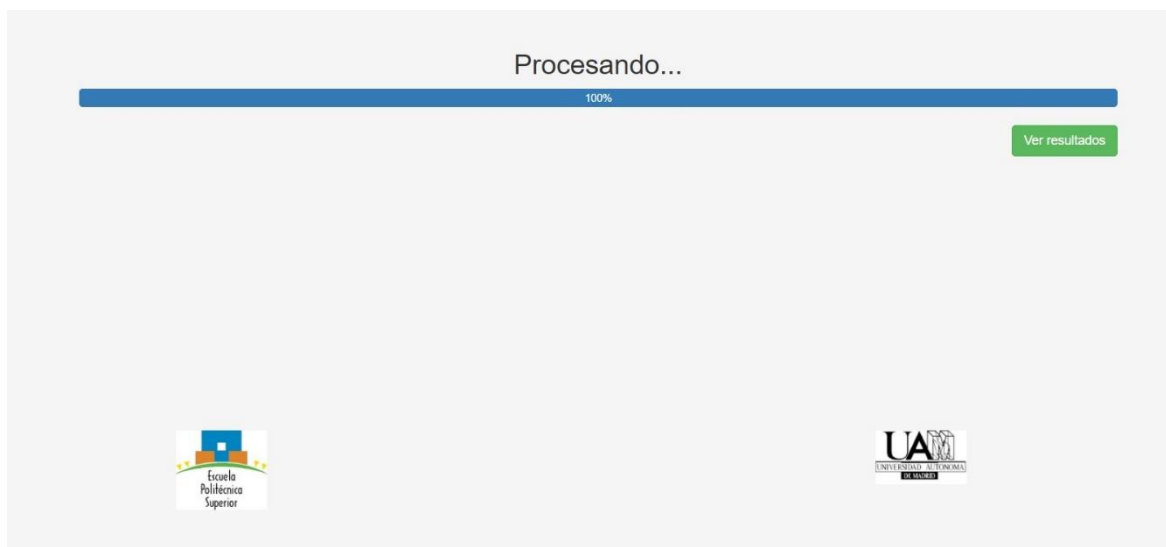 Procesando...
100%
Ver resultados
Escuela
Politécnica
Superior
UAM
UNIVERSIDAD AUTONOMA
DE MADRID